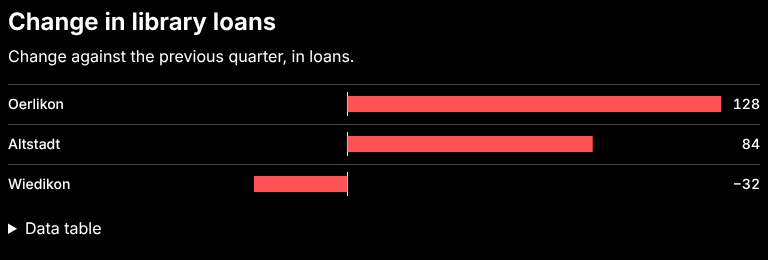 Change in library loans
Change against the previous quarter, in loans.
Oerlikon 128
Altstadt 84
Wiedikon −32
Data table